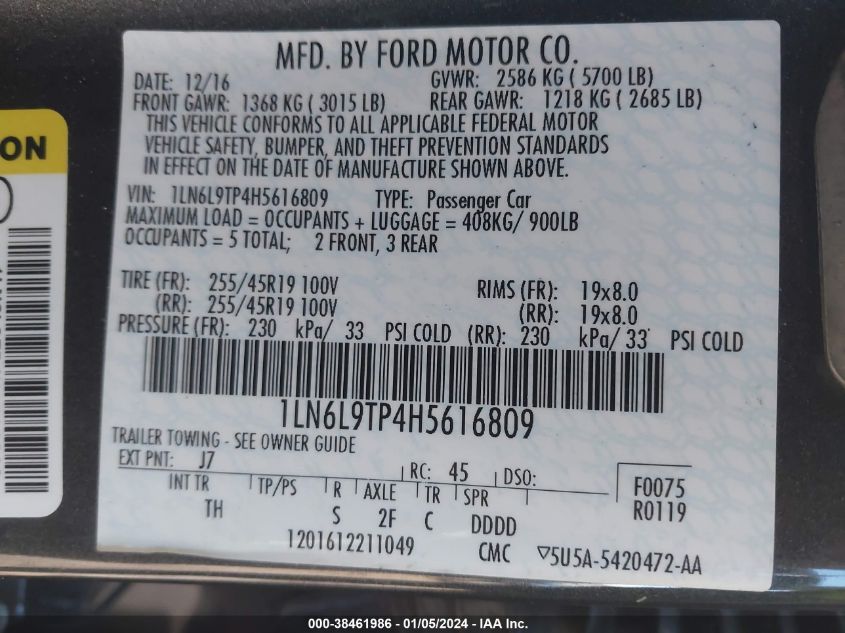 MFD. BY FORD MOTOR CO.
DATE: 12/16 GVWR: 2586 KG ( 5700 LB)
FRONT GAWR: 1368 KG ( 3015 LB) REAR GAWR: 1218 KG ( 2685 LB)
THIS VEHICLE CONFORMS TO ALL APPLICABLE FEDERAL MOTOR
VEHICLE SAFETY, BUMPER, AND THEFT PREVENTION STANDARDS
IN EFFECT ON THE DATE OF MANUFACTURE SHOWN ABOVE.
VIN: 1LN6L9TP4H5616809 TYPE: Passenger Car
MAXIMUM LOAD = OCCUPANTS + LUGGAGE = 408KG/ 900LB
OCCUPANTS = 5 TOTAL; 2 FRONT, 3 REAR
TIRE (FR): 255/45R19 100V RIMS (FR): 19x8.0
(RR): 255/45R19 100V (RR): 19x8.0
PRESSURE (FR): 230 kPa/ 33 PSI COLD (RR): 230 kPa/ 33 PSI COLD
1LN6L9TP4H5616809
TRAILER TOWING - SEE OWNER GUIDE
EXT PNT: J7 RC: 45 DSO:
INT TR TP/PS R AXLE TR SPR F0075
TH S 2F C DDDD R0119
1201612211049 CMC ▽5U5A-5420472-AA
ON
000-38461986 - 01/05/2024 - IAA Inc.